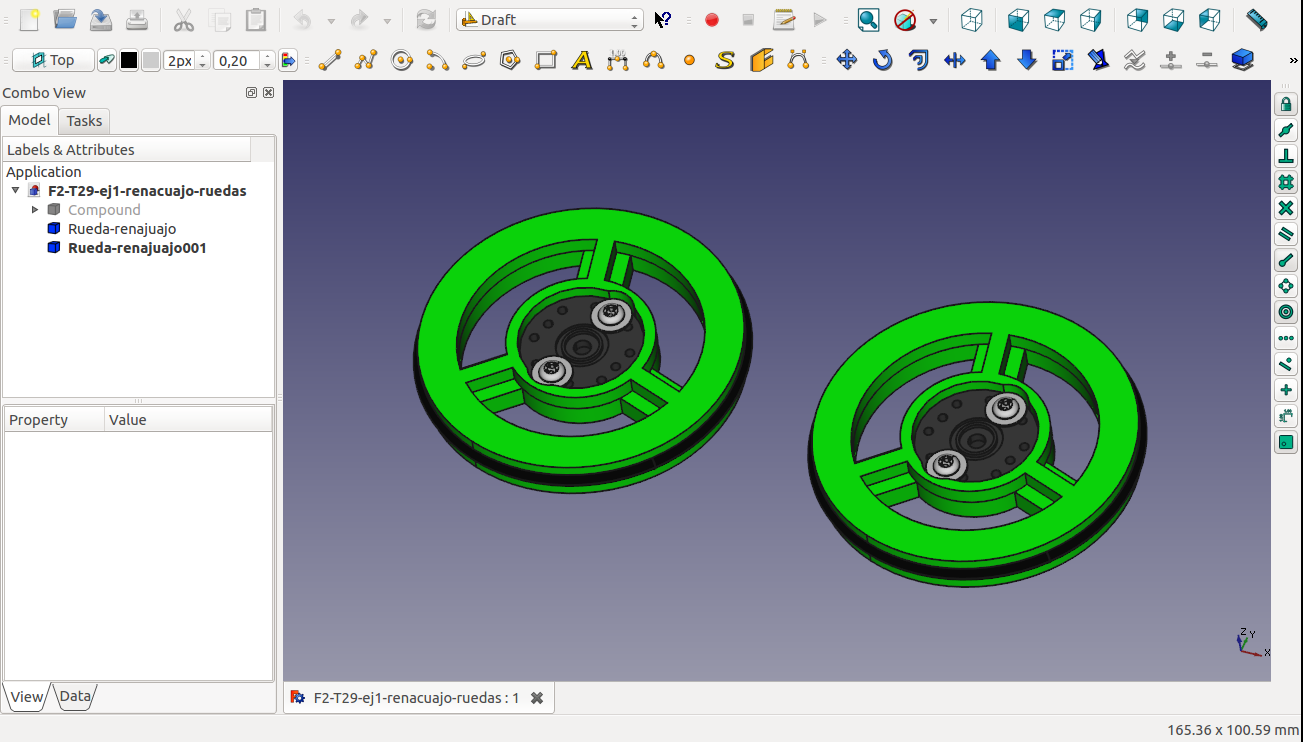 Draft
Top
2px
0,20
»
Combo View
Model
Tasks
Labels & Attributes
Application
F2-T29-ej1-renacuajo-ruedas
Compound
Rueda-renajuajo
Rueda-renajuajo001
Property
Value
View
Data
Z
Y
X
F2-T29-ej1-renacuajo-ruedas : 1
165.36 x 100.59 mm